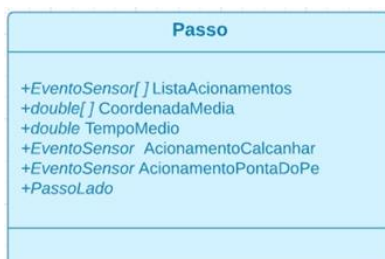 Passo
+EventoSensor[ ] ListaAcionamentos
+double[ ] CoordenadaMedia
+double TempoMedio
+EventoSensor AcionamentoCalcanhar
+EventoSensor AcionamentoPontaDoPe
+PassoLado